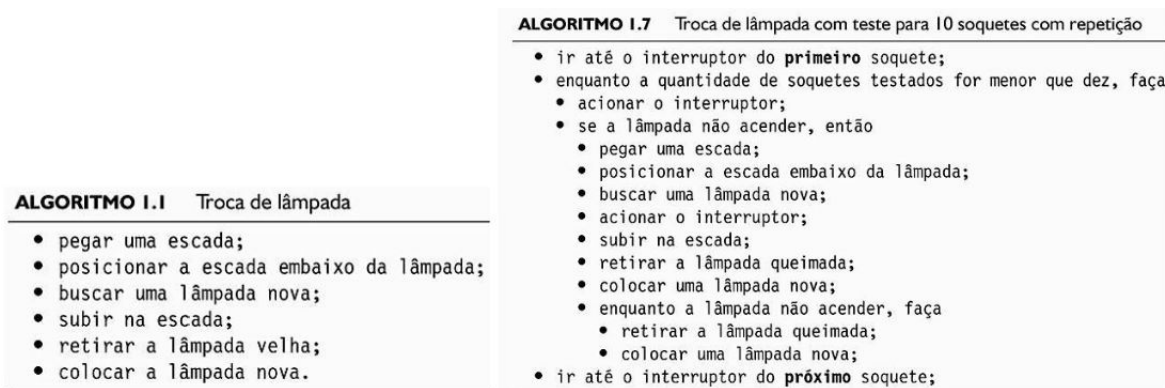 ALGORITMO 1.1 Troca de lâmpada
• pegar uma escada;
• posicionar a escada embaixo da lâmpada;
• buscar uma lâmpada nova;
• subir na escada;
• retirar a lâmpada velha;
• colocar a lâmpada nova.
ALGORITMO 1.7 Troca de lâmpada com teste para 10 soquetes com repetição
• ir até o interruptor do primeiro soquete;
• enquanto a quantidade de soquetes testados for menor que dez, faça
• acionar o interruptor;
• se a lâmpada não acender, então
• pegar uma escada;
• posicionar a escada embaixo da lâmpada;
• buscar uma lâmpada nova;
• acionar o interruptor;
• subir na escada;
• retirar a lâmpada queimada;
• colocar uma lâmpada nova;
• enquanto a lâmpada não acender, faça
• retirar a lâmpada queimada;
• colocar uma lâmpada nova;
• ir até o interruptor do próximo soquete;